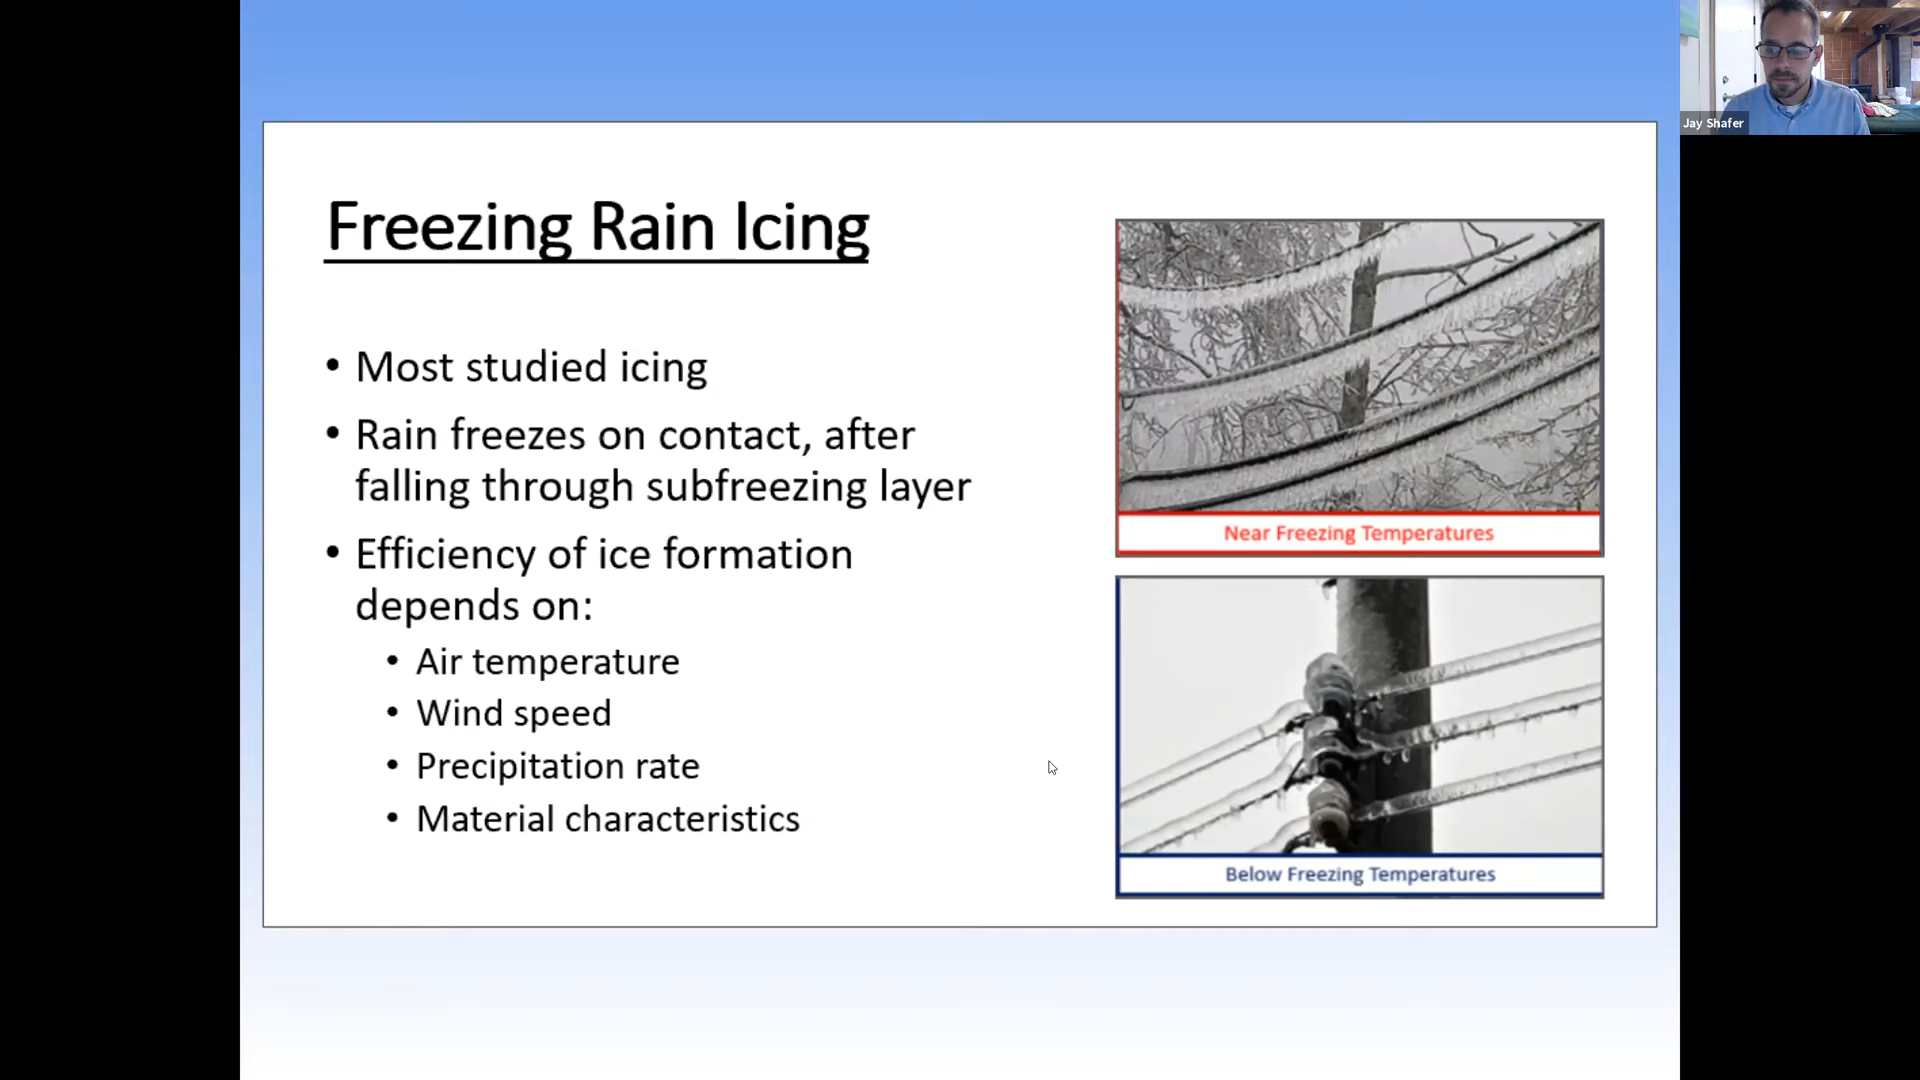 Jay Shafer
Freezing Rain Icing
• Most studied icing
• Rain freezes on contact, after
falling through subfreezing layer
• Efficiency of ice formation
depends on:
• Air temperature
• Wind speed
• Precipitation rate
• Material characteristics
Near Freezing Temperatures
Below Freezing Temperatures